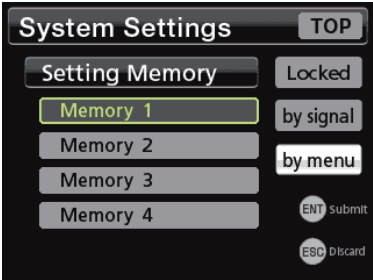 System Settings TOP
Setting Memory Locked
Memory 1 by signal
Memory 2
by menu
Memory 3
Memory 4 ENT Submit
ESC Discard